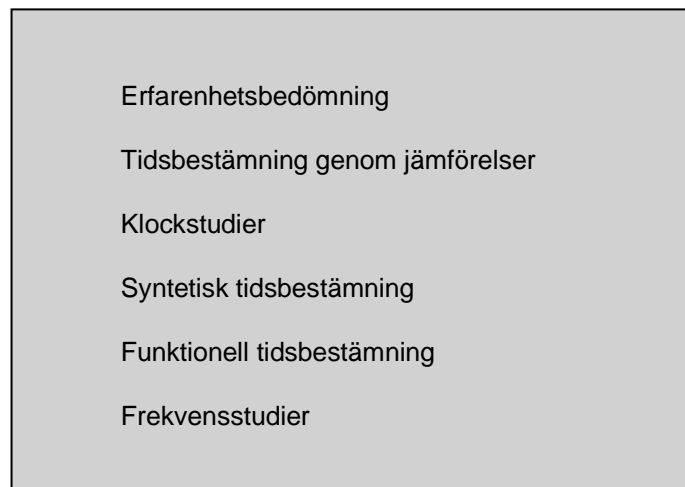 Erfarenhetsbedömning
Tidsbestämning genom jämförelser
Klockstudier
Syntetisk tidsbestämning
Funktionell tidsbestämning
Frekvensstudier